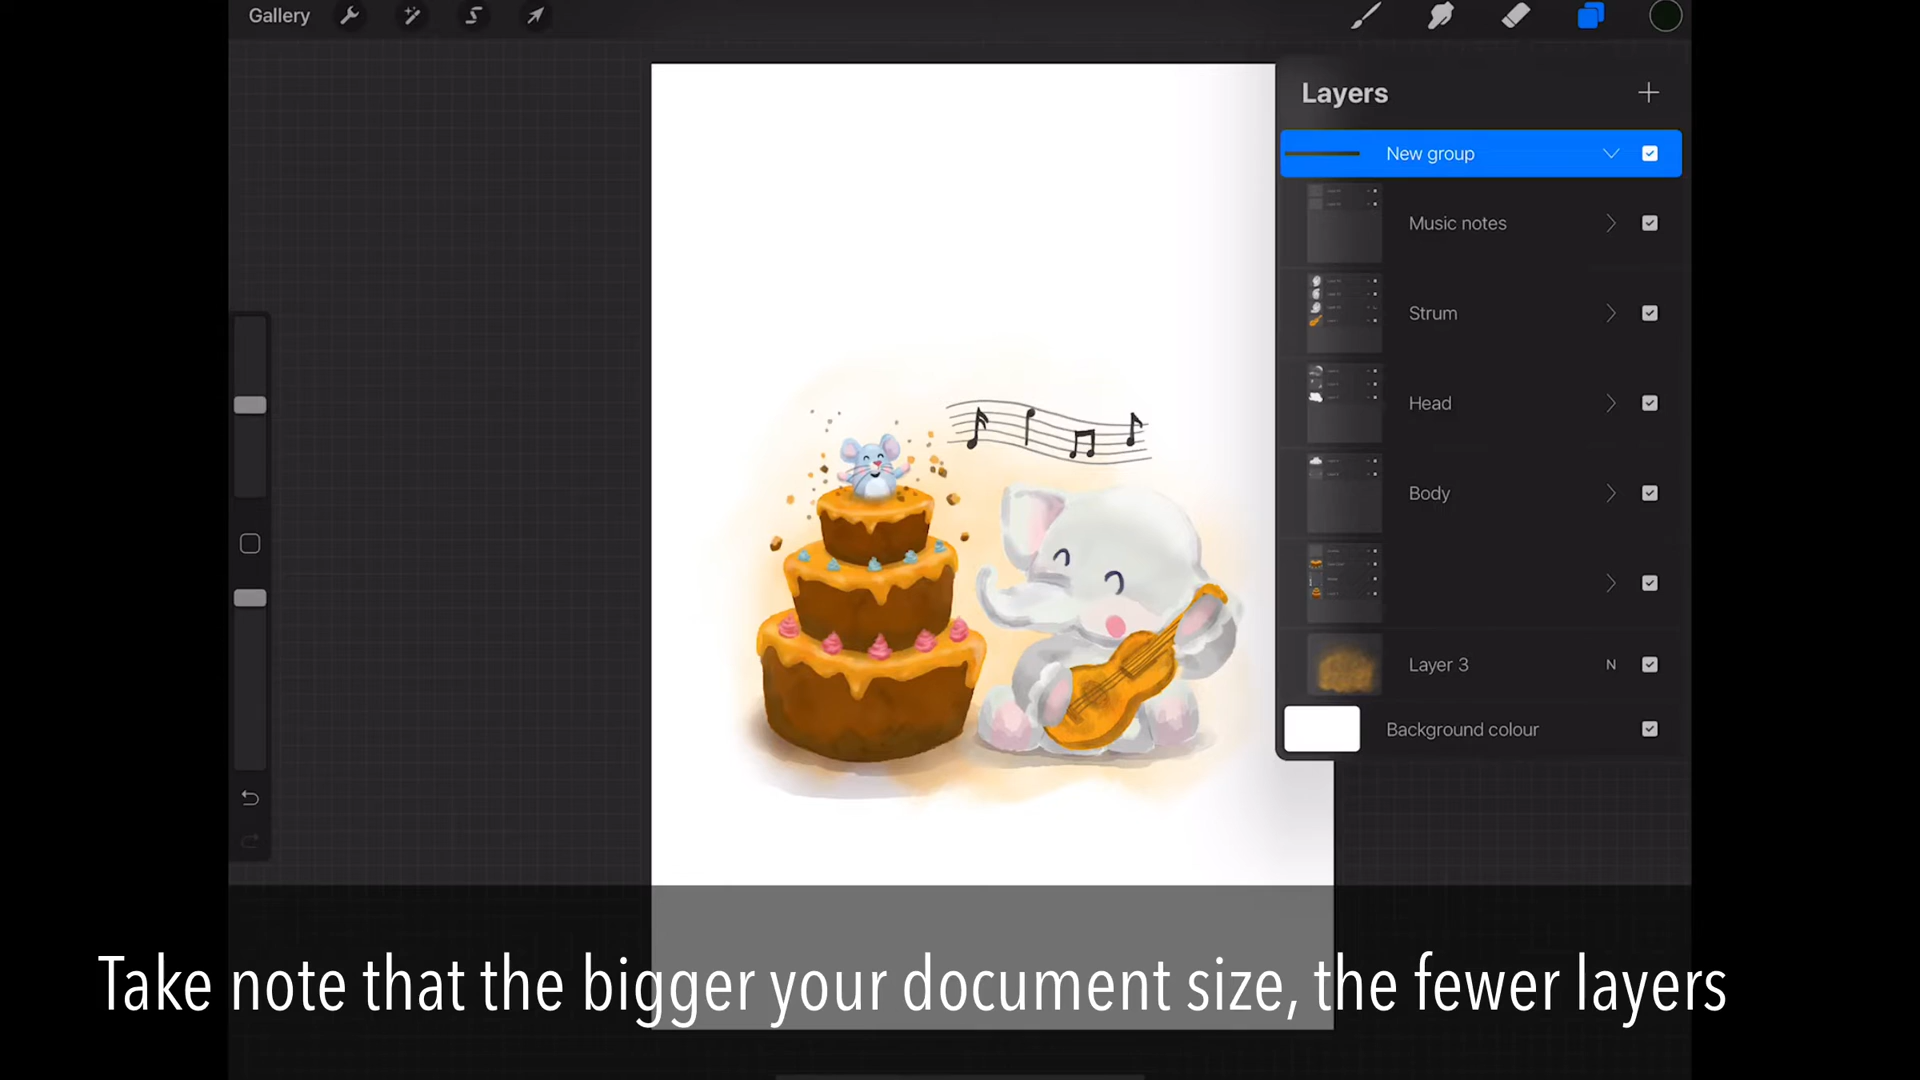 Gallery
Layers
New group
Music notes
Strum
Head
Body
Layer 3 N
Background colour
Take note that the bigger your document size, the fewer layers